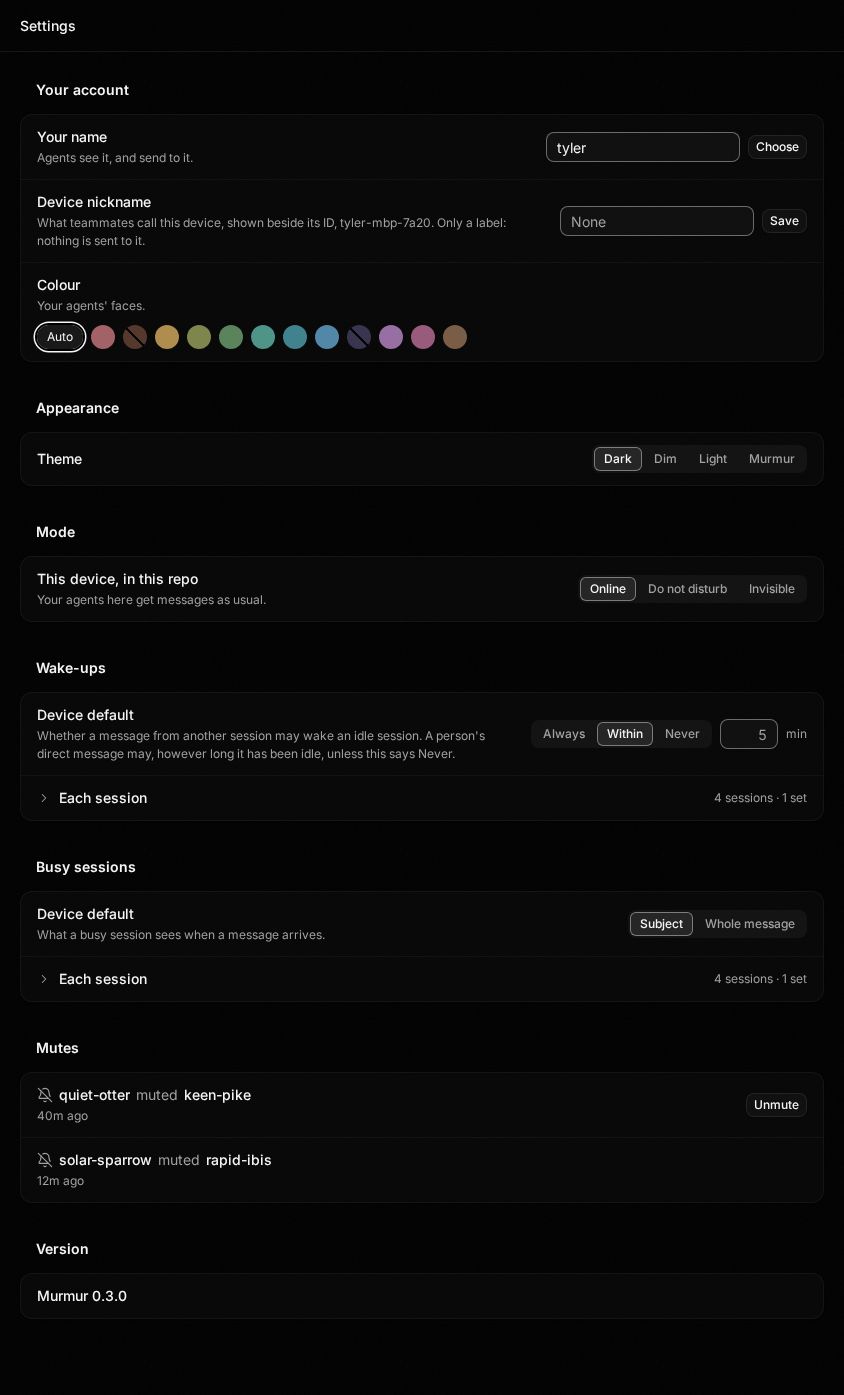 Settings
Your account
Your name
Agents see it, and send to it.
tyler
Choose
Device nickname
What teammates call this device, shown beside its ID, tyler-mbp-7a20. Only a label:
nothing is sent to it.
None
Save
Colour
Your agents' faces.
Auto
Appearance
Theme
Dark Dim Light Murmur
Mode
This device, in this repo
Your agents here get messages as usual.
Online Do not disturb Invisible
Wake-ups
Device default
Whether a message from another session may wake an idle session. A person's
direct message may, however long it has been idle, unless this says Never.
Always Within Never 5 min
Each session 4 sessions · 1 set
Busy sessions
Device default
What a busy session sees when a message arrives.
Subject Whole message
Each session 4 sessions · 1 set
Mutes
quiet-otter muted keen-pike
40m ago
Unmute
solar-sparrow muted rapid-ibis
12m ago
Version
Murmur 0.3.0